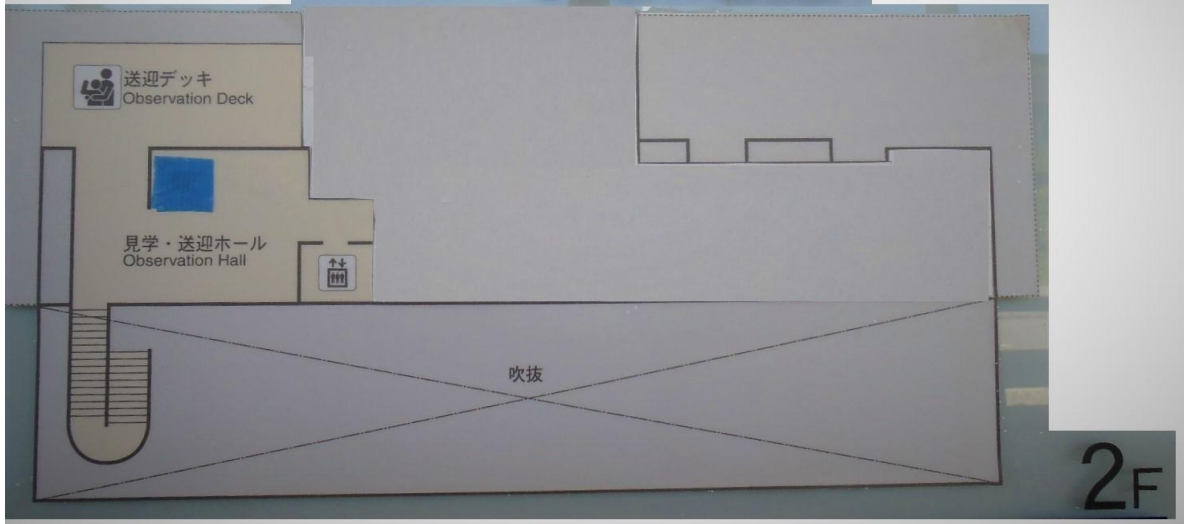 送迎デッキ
Observation Deck
見学・送迎ホール
Observation Hall
吹抜
2F